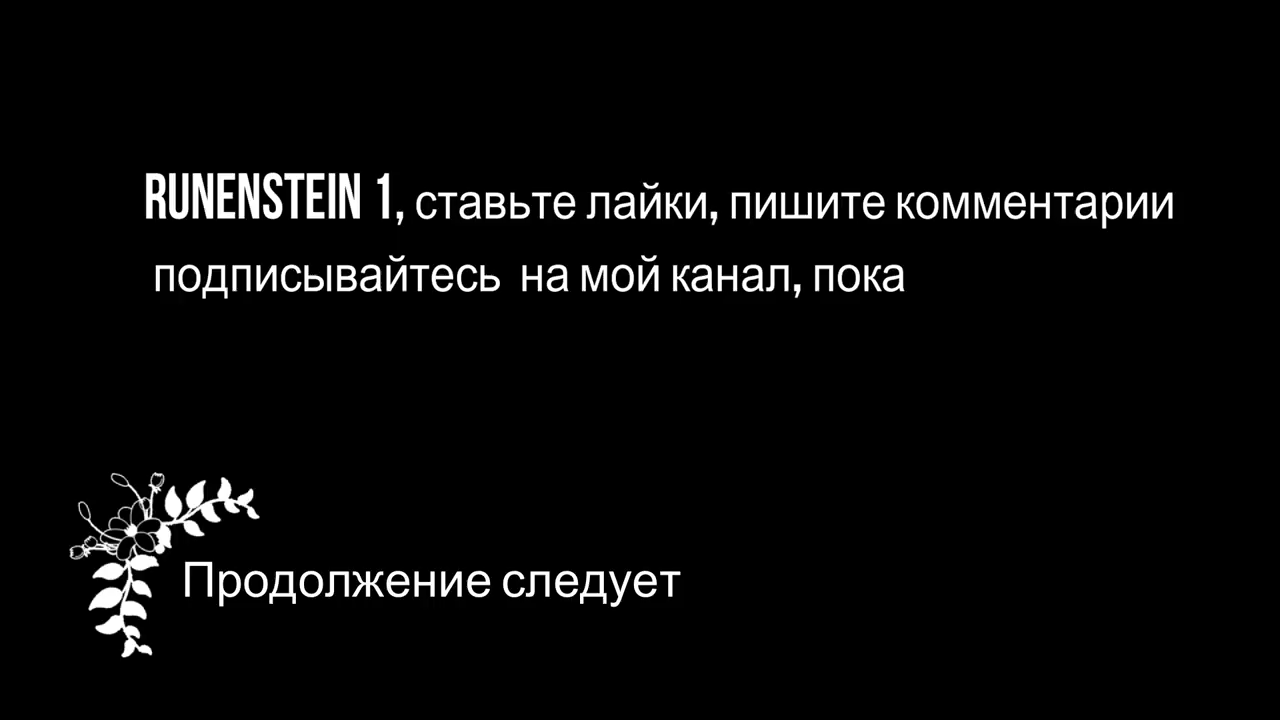 RUNENSTEIN 1, ставьте лайки, пишите комментарии
подписывайтесь на мой канал, пока
Продолжение следует